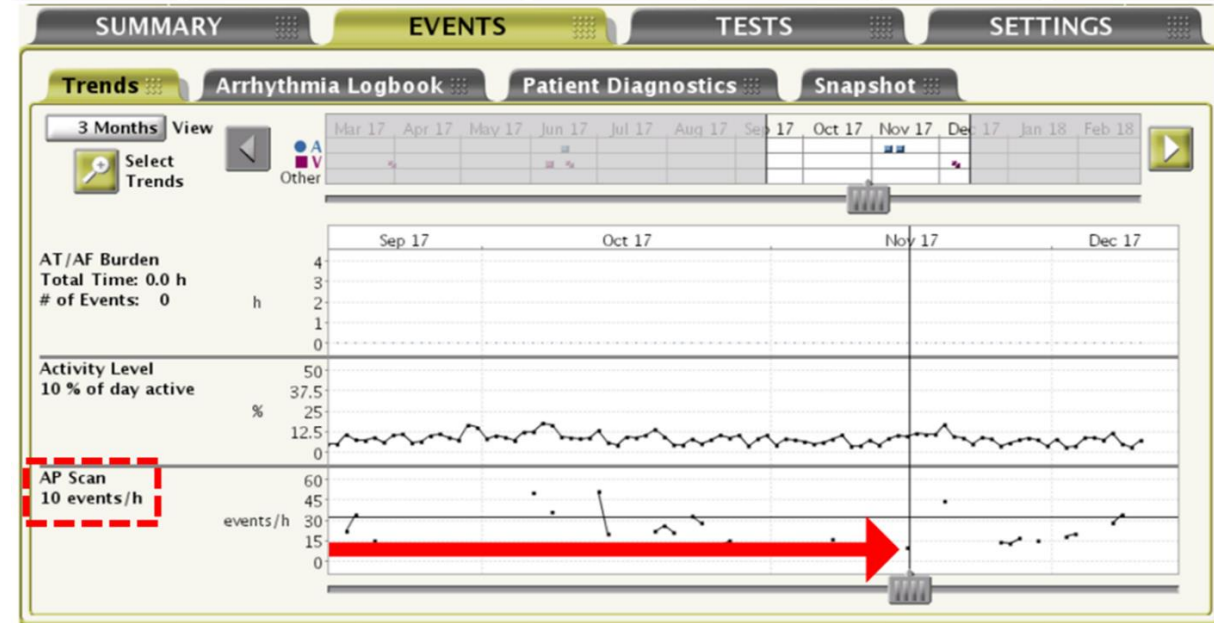 SUMMARY EVENTS TESTS SETTINGS
Trends Arrhythmia Logbook Patient Diagnostics Snapshot
3 Months View
Select
Trends
Mar 17 Apr 17 May 17 Jun 17 Jul 17 Aug 17 Sep 17 Oct 17 Nov 17 Dec 17 Jan 18 Feb 18
A
V
Other
Sep 17 Oct 17 Nov 17 Dec 17
AT/AF Burden
Total Time: 0.0 h
# of Events: 0
h
4
3
2
1
0
Activity Level
10 % of day active
%
50
37.5
25
12.5
0
AP Scan
10 events/h
events/h
60
45
30
15
0